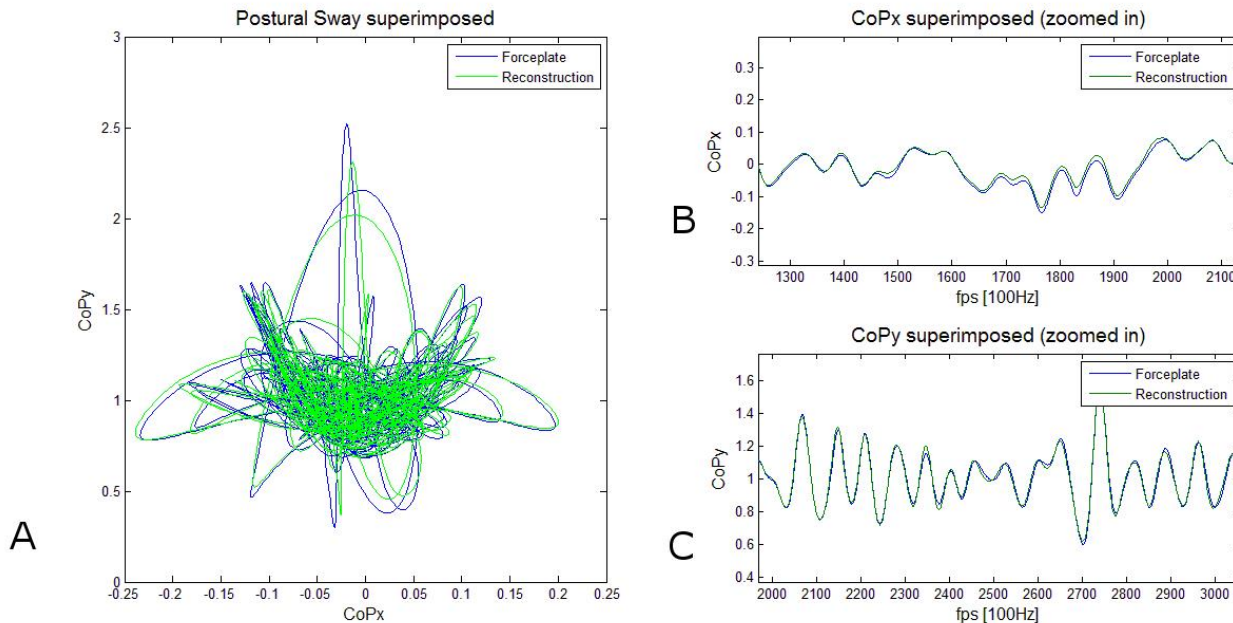 Postural Sway superimposed
Forceplate
Reconstruction
3
2.5
2
1.5
1
0.5
0
CoPy
-0.25 -0.2 -0.15 -0.1 -0.05 0 0.05 0.1 0.15 0.2 0.25
CoPx
A
CoPx superimposed (zoomed in)
Forceplate
Reconstruction
0.3
0.2
0.1
0
-0.1
-0.2
-0.3
CoPx
1300 1400 1500 1600 1700 1800 1900 2000 210
fps [100Hz]
B
CoPy superimposed (zoomed in)
Forceplate
Reconstruction
1.6
1.4
1.2
1
0.8
0.6
0.4
CoPy
2000 2100 2200 2300 2400 2500 2600 2700 2800 2900 3000
fps [100Hz]
C